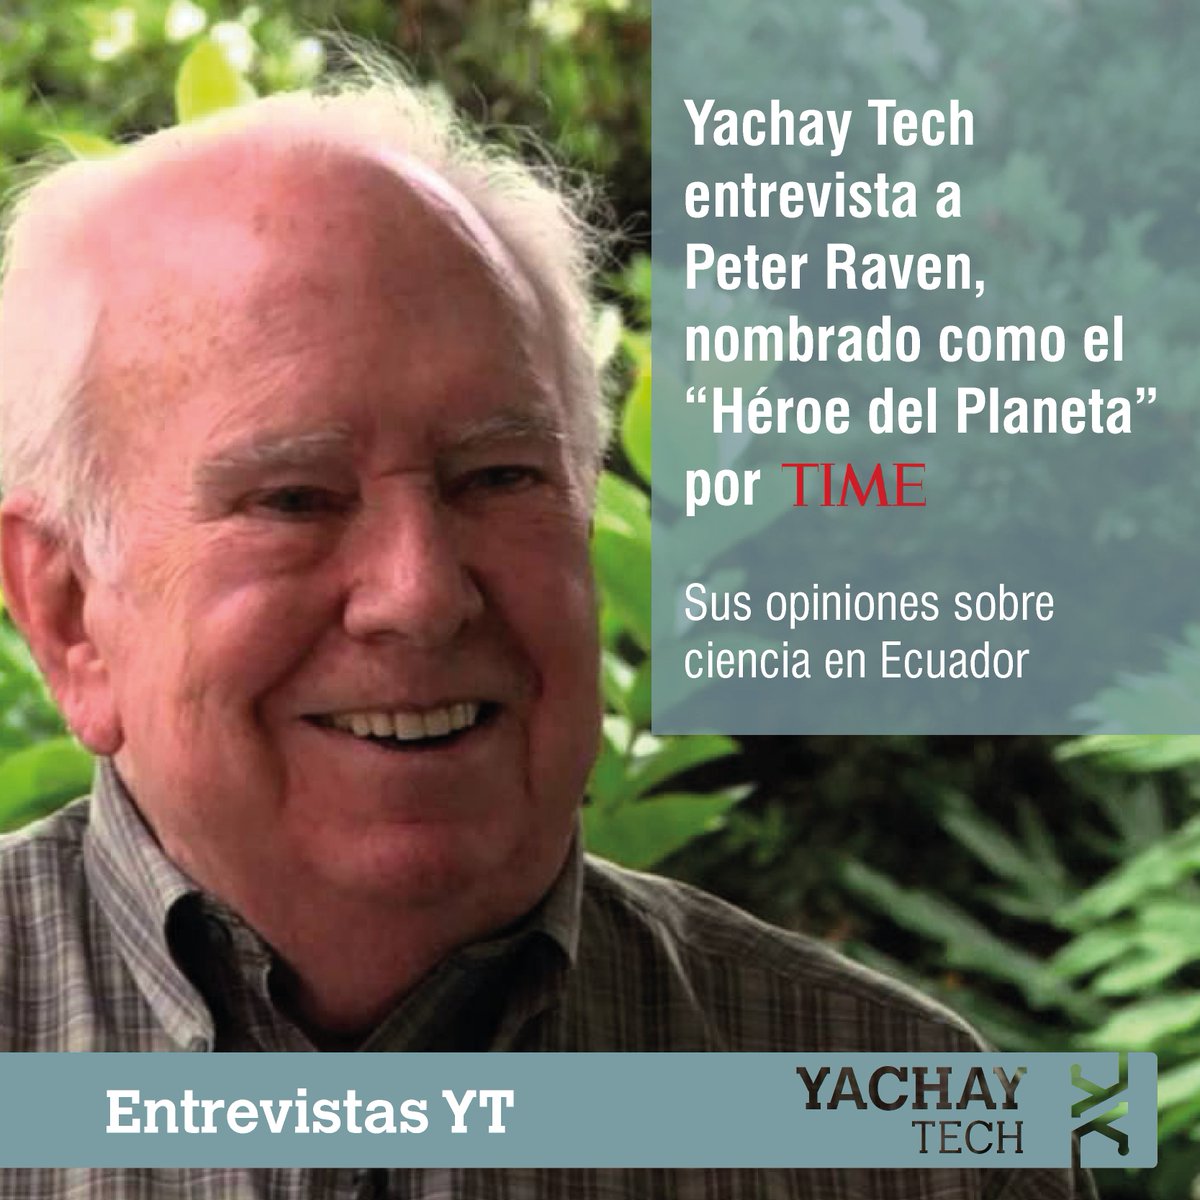 Yachay Tech
entrevista a
Peter Raven,
nombrado como el
“Héroe del Planeta”
por TIME
Sus opiniones sobre
ciencia en Ecuador
Entrevistas YT
YACHAY
TECH